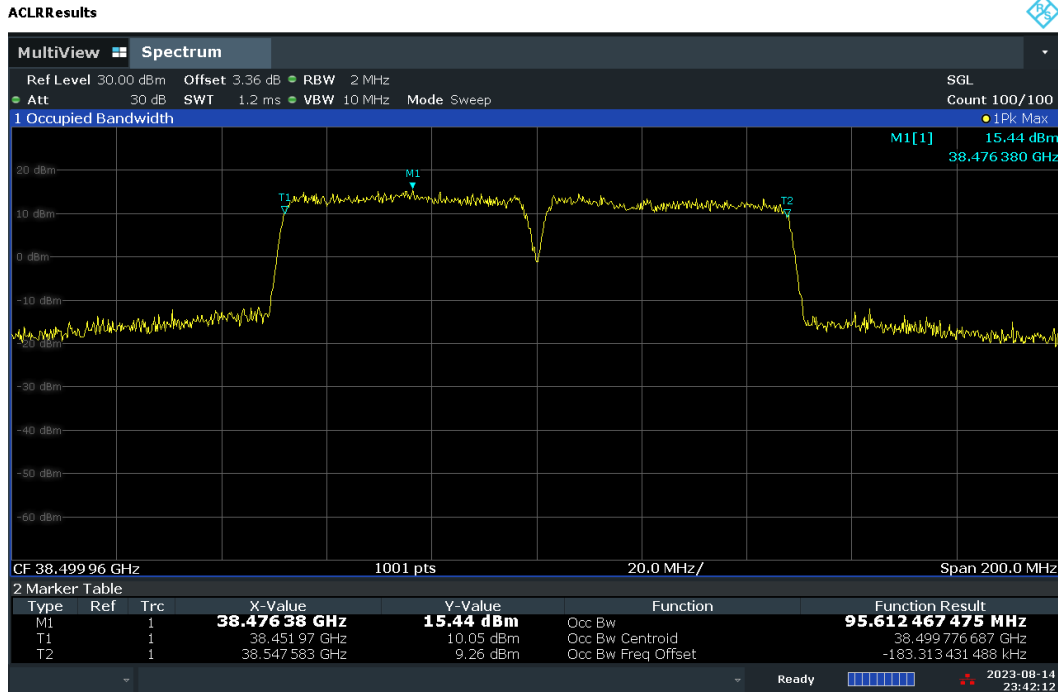 ACLRResults
R&S
MultiView Spectrum
Ref Level 30.00 dBm Offset 3.36 dB RBW 2 MHz SGL
Att 30 dB SWT 1.2 ms VBW 10 MHz Mode Sweep Count 100/100
1 Occupied Bandwidth 1Pk Max
M1[1] 15.44 dBm
38.476 380 GHz
20 dBm
M1
T1
T2
10 dBm
0 dBm
-10 dBm
-20 dBm
-30 dBm
-40 dBm
-50 dBm
-60 dBm
CF 38.499 96 GHz 1001 pts 20.0 MHz/ Span 200.0 MHz
2 Marker Table
Type Ref Trc X-Value Y-Value Function Function Result
M1 1 38.476 38 GHz 15.44 dBm Occ Bw 95.612 467 475 MHz
T1 1 38.451 97 GHz 10.05 dBm Occ Bw Centroid 38.499 776 687 GHz
T2 1 38.547 583 GHz 9.26 dBm Occ Bw Freq Offset -183.313 431 488 kHz
Ready 2023-08-14
23:42:12